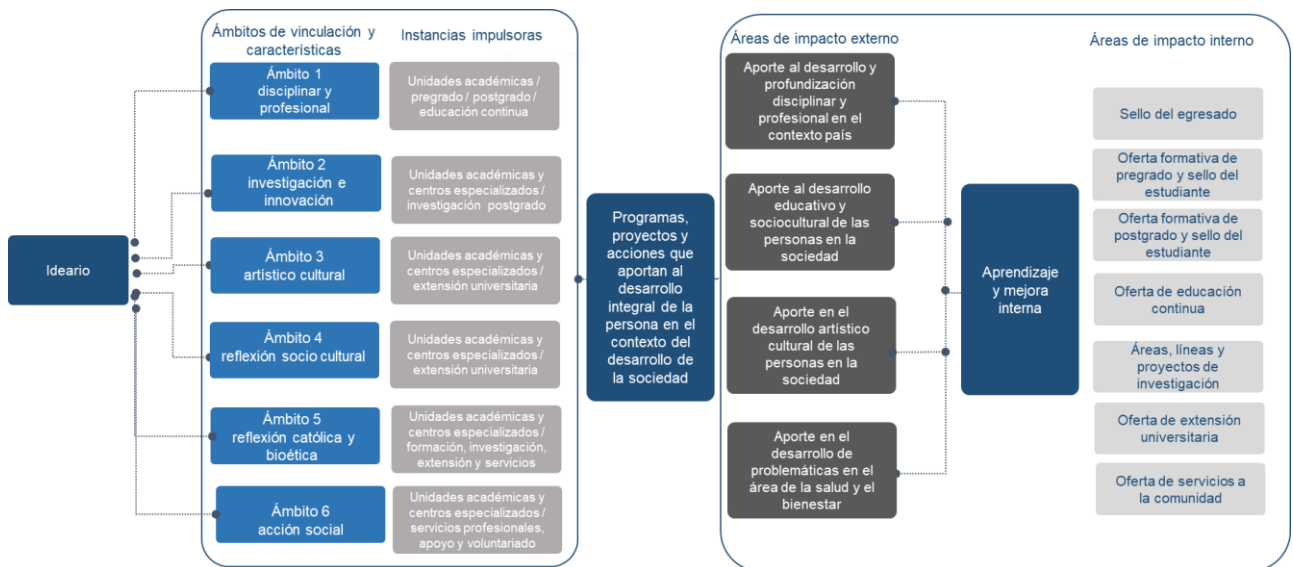 Ámbitos de vinculación y
características
Instancias impulsoras
Ideario
Ámbito 1
disciplinar y
profesional
Unidades académicas /
pregrado / postgrado /
educación continua
Ámbito 2
investigación e
innovación
Unidades académicas y
centros especializados /
investigación postgrado
Ámbito 3
artístico cultural
Unidades académicas y
centros especializados /
extensión universitaria
Ámbito 4
reflexión socio cultural
Unidades académicas y
centros especializados /
extensión universitaria
Ámbito 5
reflexión católica y
bioética
Unidades académicas y
centros especializados /
formación, investigación,
extensión y servicios
Ámbito 6
acción social
Unidades académicas y
centros especializados /
servicios profesionales,
apoyo y voluntariado
Programas,
proyectos y
acciones que
aportan al
desarrollo
integral de la
persona en el
contexto del
desarrollo de
la sociedad
Áreas de impacto externo
Aporte al desarrollo y
profundización
disciplinar y
profesional en el
contexto país
Aporte al desarrollo
educativo y
sociocultural de las
personas en la
sociedad
Aporte en el
desarrollo artístico
cultural de las
personas en la
sociedad
Aporte en el
desarrollo de
problemáticas en el
área de la salud y el
bienestar
Aprendizaje
y mejora
interna
Áreas de impacto interno
Sello del egresado
Oferta formativa de
pregrado y sello del
estudiante
Oferta formativa de
postgrado y sello del
estudiante
Oferta de educación
continua
Áreas, líneas y
proyectos de
investigación
Oferta de extensión
universitaria
Oferta de servicios a
la comunidad